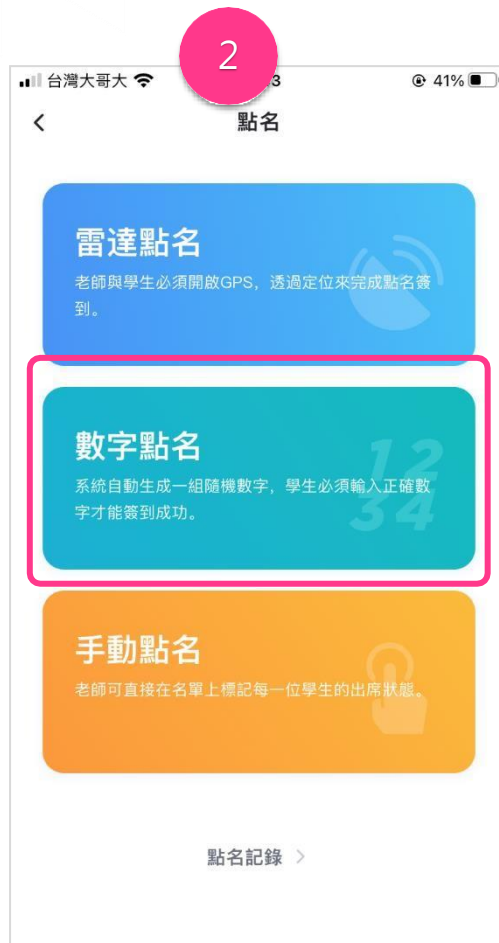 2
台灣大哥大
41%
點名
雷達點名
老師與學生必須開啟GPS，透過定位來完成點名簽
到。
數字點名
系統自動生成一組隨機數字，學生必須輸入正確數
字才能簽到成功。
12
34
手動點名
老師可直接在名單上標記每一位學生的出席狀態。
點名記錄